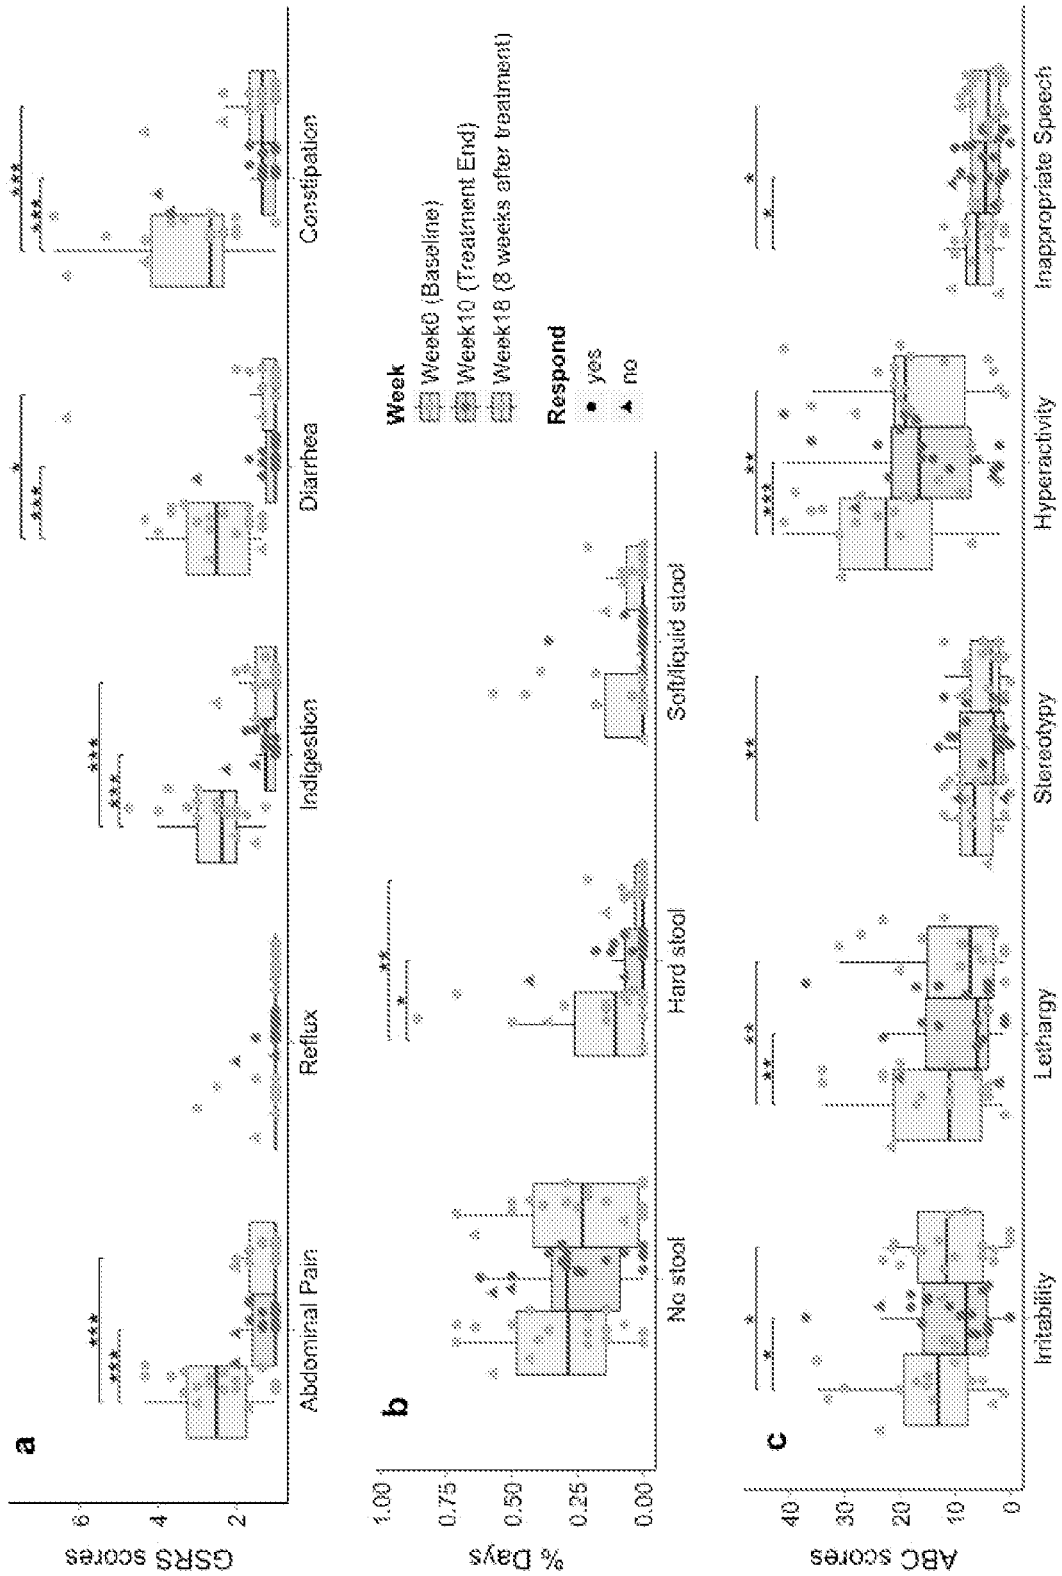 a
GSRS scores
6
4
2
***
***
***
***
*
***
***
***
Abdominal Pain
Reflux
Indigestion
Diarrhea
Constipation
b
% Days
1.00
0.75
0.50
0.25
0.00
**
*
No stool
Hard stool
Soft/liquid stool
Week
Week0 (Baseline)
Week10 (Treatment End)
Week18 (8 weeks after treatment)
Respond
yes
no
c
ABC scores
40
30
20
10
0
*
*
**
**
**
**
***
*
*
Irritability
Lethargy
Stereotypy
Hyperactivity
Inappropriate Speech